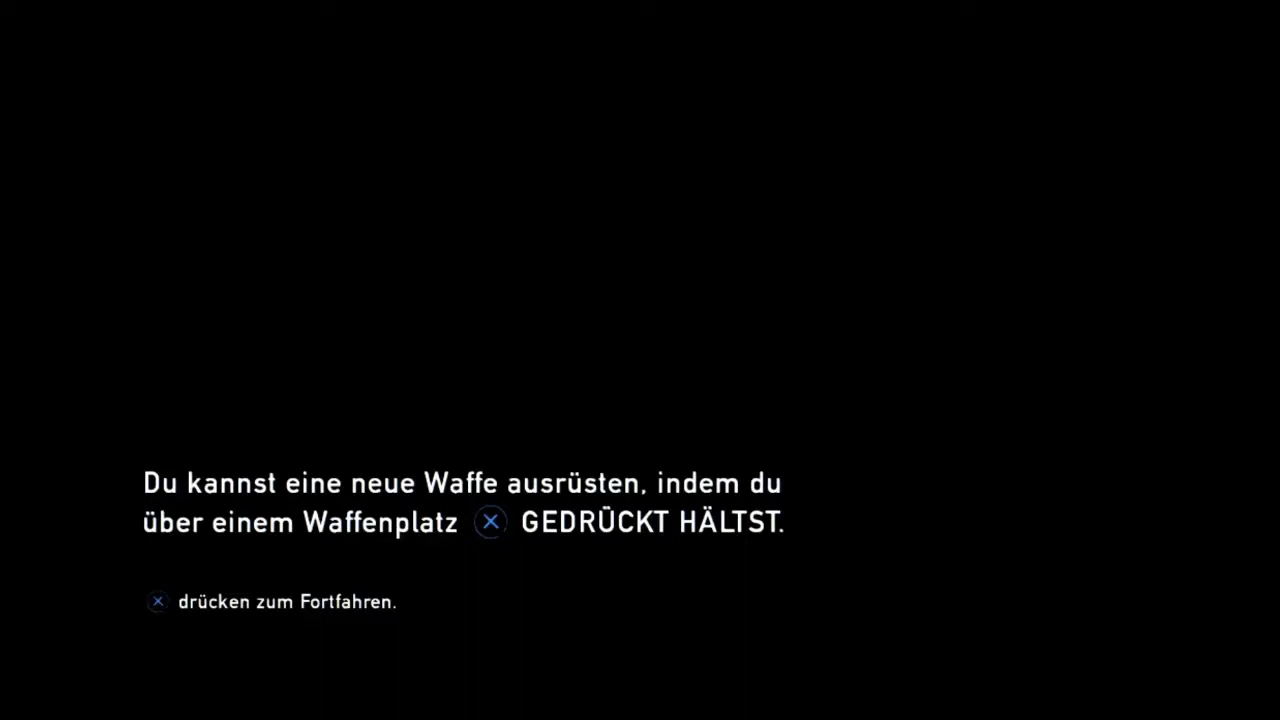 Du kannst eine neue Waffe ausrüsten, indem du
über einem Waffenplatz ⓧ GEDRÜCKT HÄLTST.
ⓧ drücken zum Fortfahren.